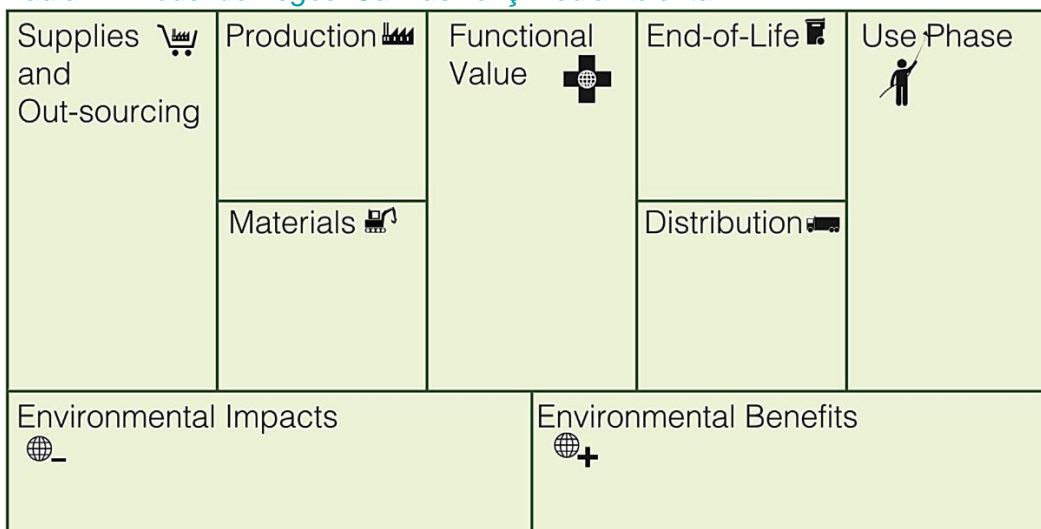 Supplies
and
Out-sourcing
Production
Materials
Functional
Value
End-of-Life
Distribution
Use Phase
Environmental Impacts
Environmental Benefits